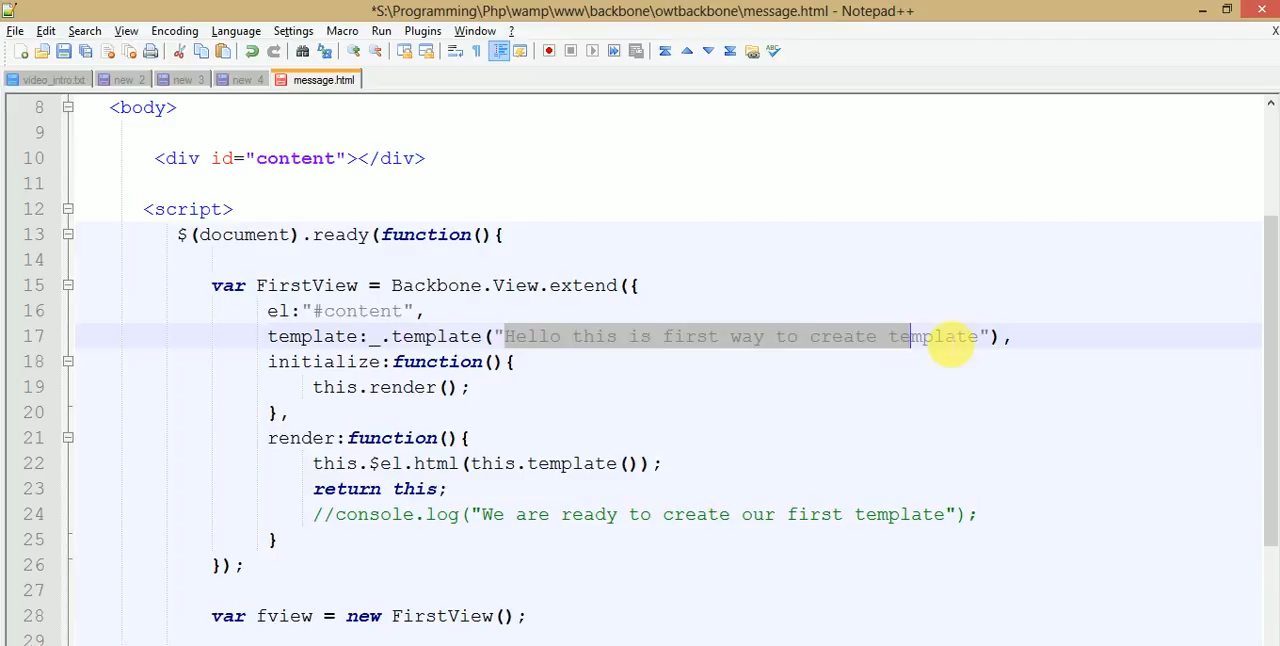 *S:\Programming\Php\wamp\www\backbone\owtbackbone\message.html - Notepad++
File Edit Search View Encoding Language Settings Macro Run Plugins Window ?
X
video_intro.txt new 2 new 3 new 4 message.html
8 <body>
9
10 <div id="content"></div>
11
12 <script>
13 $(document).ready(function(){
14
15 var FirstView = Backbone.View.extend({
16 el:"#content",
17 template:_.template("Hello this is first way to create template"),
18 initialize:function(){
19 this.render();
20 },
21 render:function(){
22 this.$el.html(this.template());
23 return this;
24 //console.log("We are ready to create our first template");
25 }
26 });
27
28 var fview = new FirstView();
29